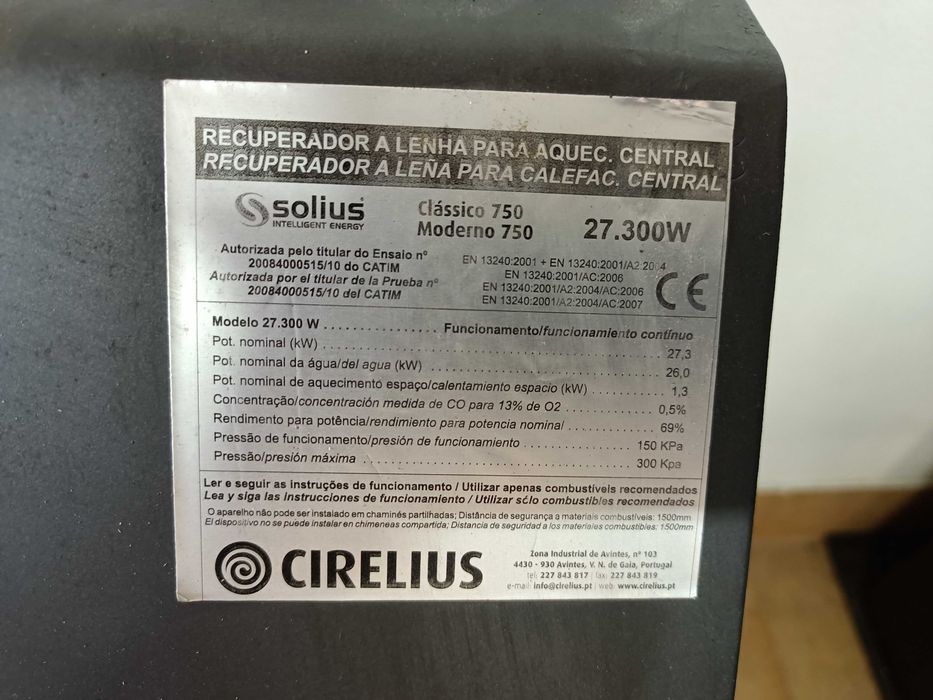 RECUPERADOR A LENHA PARA AQUEC. CENTRAL
RECUPERADOR A LEÑA PARA CALEFAC. CENTRAL
solius
INTELLIGENT ENERGY
Clássico 750
Moderno 750
27.300W
Autorizada pelo titular do Ensaio nº
20084000515/10 do CATIM
Autorizada por el titular de la Prueba nº
20084000515/10 del CATIM
EN 13240:2001 + EN 13240:2001/A2:2004
EN 13240:2001/AC:2006
EN 13240:2001/A2:2004/AC:2006
EN 13240:2001/A2:2004/AC:2007
CE
Modelo 27.300 W .................. Funcionamento/funcionamiento contínuo
Pot. nominal (kW) .................. 27,3
Pot. nominal da água/del agua (kW) .................. 26,0
Pot. nominal de aquecimento espaço/calentamiento espacio (kW) .................. 1,3
Concentração/concentración medida de CO para 13% de O2 .................. 0,5%
Rendimento para potência/rendimiento para potencia nominal .................. 69%
Pressão de funcionamento/presión de funcionamiento .................. 150 KPa
Pressão/presión máxima .................. 300 Kpa
Ler e seguir as instruções de funcionamento / Utilizar apenas combustíveis recomendados
Lea y siga las instrucciones de funcionamiento / Utilizar sólo combustibles recomendados
O aparelho não pode ser instalado em chaminés partilhadas; Distância de segurança a materiais combustíveis: 1500mm
El dispositivo no se puede instalar en chimeneas compartida; Distancia de seguridad a los materiales combustibles: 1500mm
CIRELIUS
Zona Industrial de Avintes, nº 103
4430 - 930 Avintes, V. N. de Gaia, Portugal
tel: 227 843 817 | fax: 227 843 819
e-mail: info@cirelius.pt | web: www.cirelius.pt